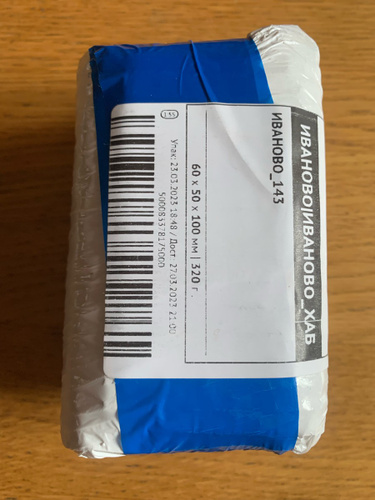 ИВАНОВО|ИВАНОВО_ХАБ
ИВАНОВО_143
60 x 50 x 100 мм | 320 г.
Упак: 23.03.2023 18:48 / Дост: 27.03.2023 21:00